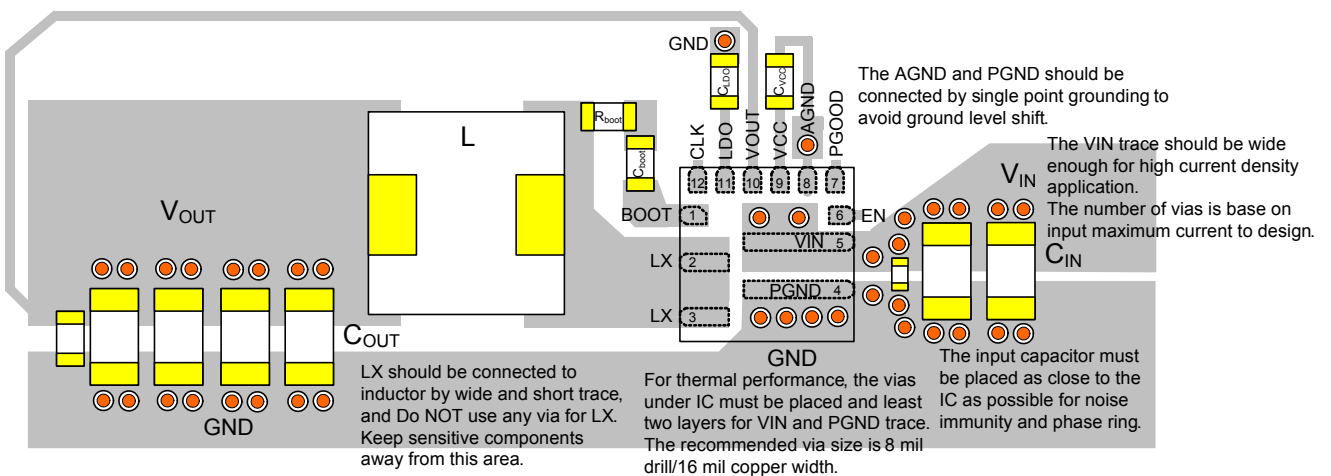 GND
CLDO
CVCC
AGND
CLK
LDO
VOUT
VCC
PGOOD
The AGND and PGND should be
connected by single point grounding to
avoid ground level shift.
The VIN trace should be wide
enough for high current density
application.
The number of vias is base on
input maximum current to design.
Rboot
Cboot
L
12
11
10
9
8
7
VIN
VOUT
BOOT
1
6
EN
VIN 5
LX
2
CIN
PGND 4
LX
3
COUT
GND
GND
LX should be connected to
inductor by wide and short trace,
and Do NOT use any via for LX.
Keep sensitive components
away from this area.
For thermal performance, the vias
under IC must be placed and least
two layers for VIN and PGND trace.
The recommended via size is 8 mil
drill/16 mil copper width.
The input capacitor must
be placed as close to the
IC as possible for noise
immunity and phase ring.